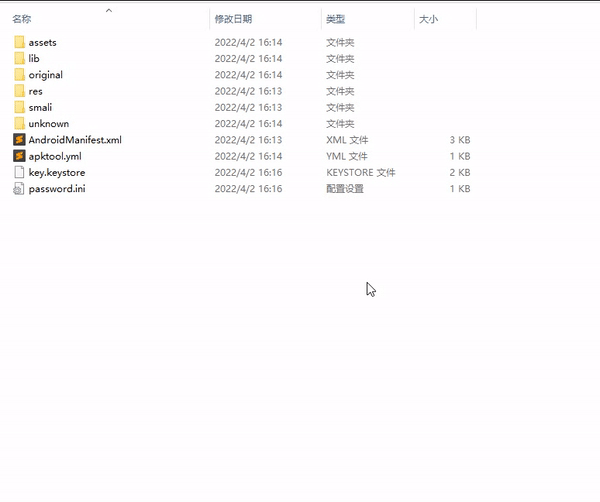 名称 修改日期 类型 大小
assets 2022/4/2 16:14 文件夹
lib 2022/4/2 16:14 文件夹
original 2022/4/2 16:14 文件夹
res 2022/4/2 16:13 文件夹
smali 2022/4/2 16:13 文件夹
unknown 2022/4/2 16:14 文件夹
AndroidManifest.xml 2022/4/2 16:13 XML 文件 3 KB
apktool.yml 2022/4/2 16:14 YML 文件 1 KB
key.keystore 2022/4/2 16:16 KEYSTORE 文件 2 KB
password.ini 2022/4/2 16:16 配置设置 1 KB